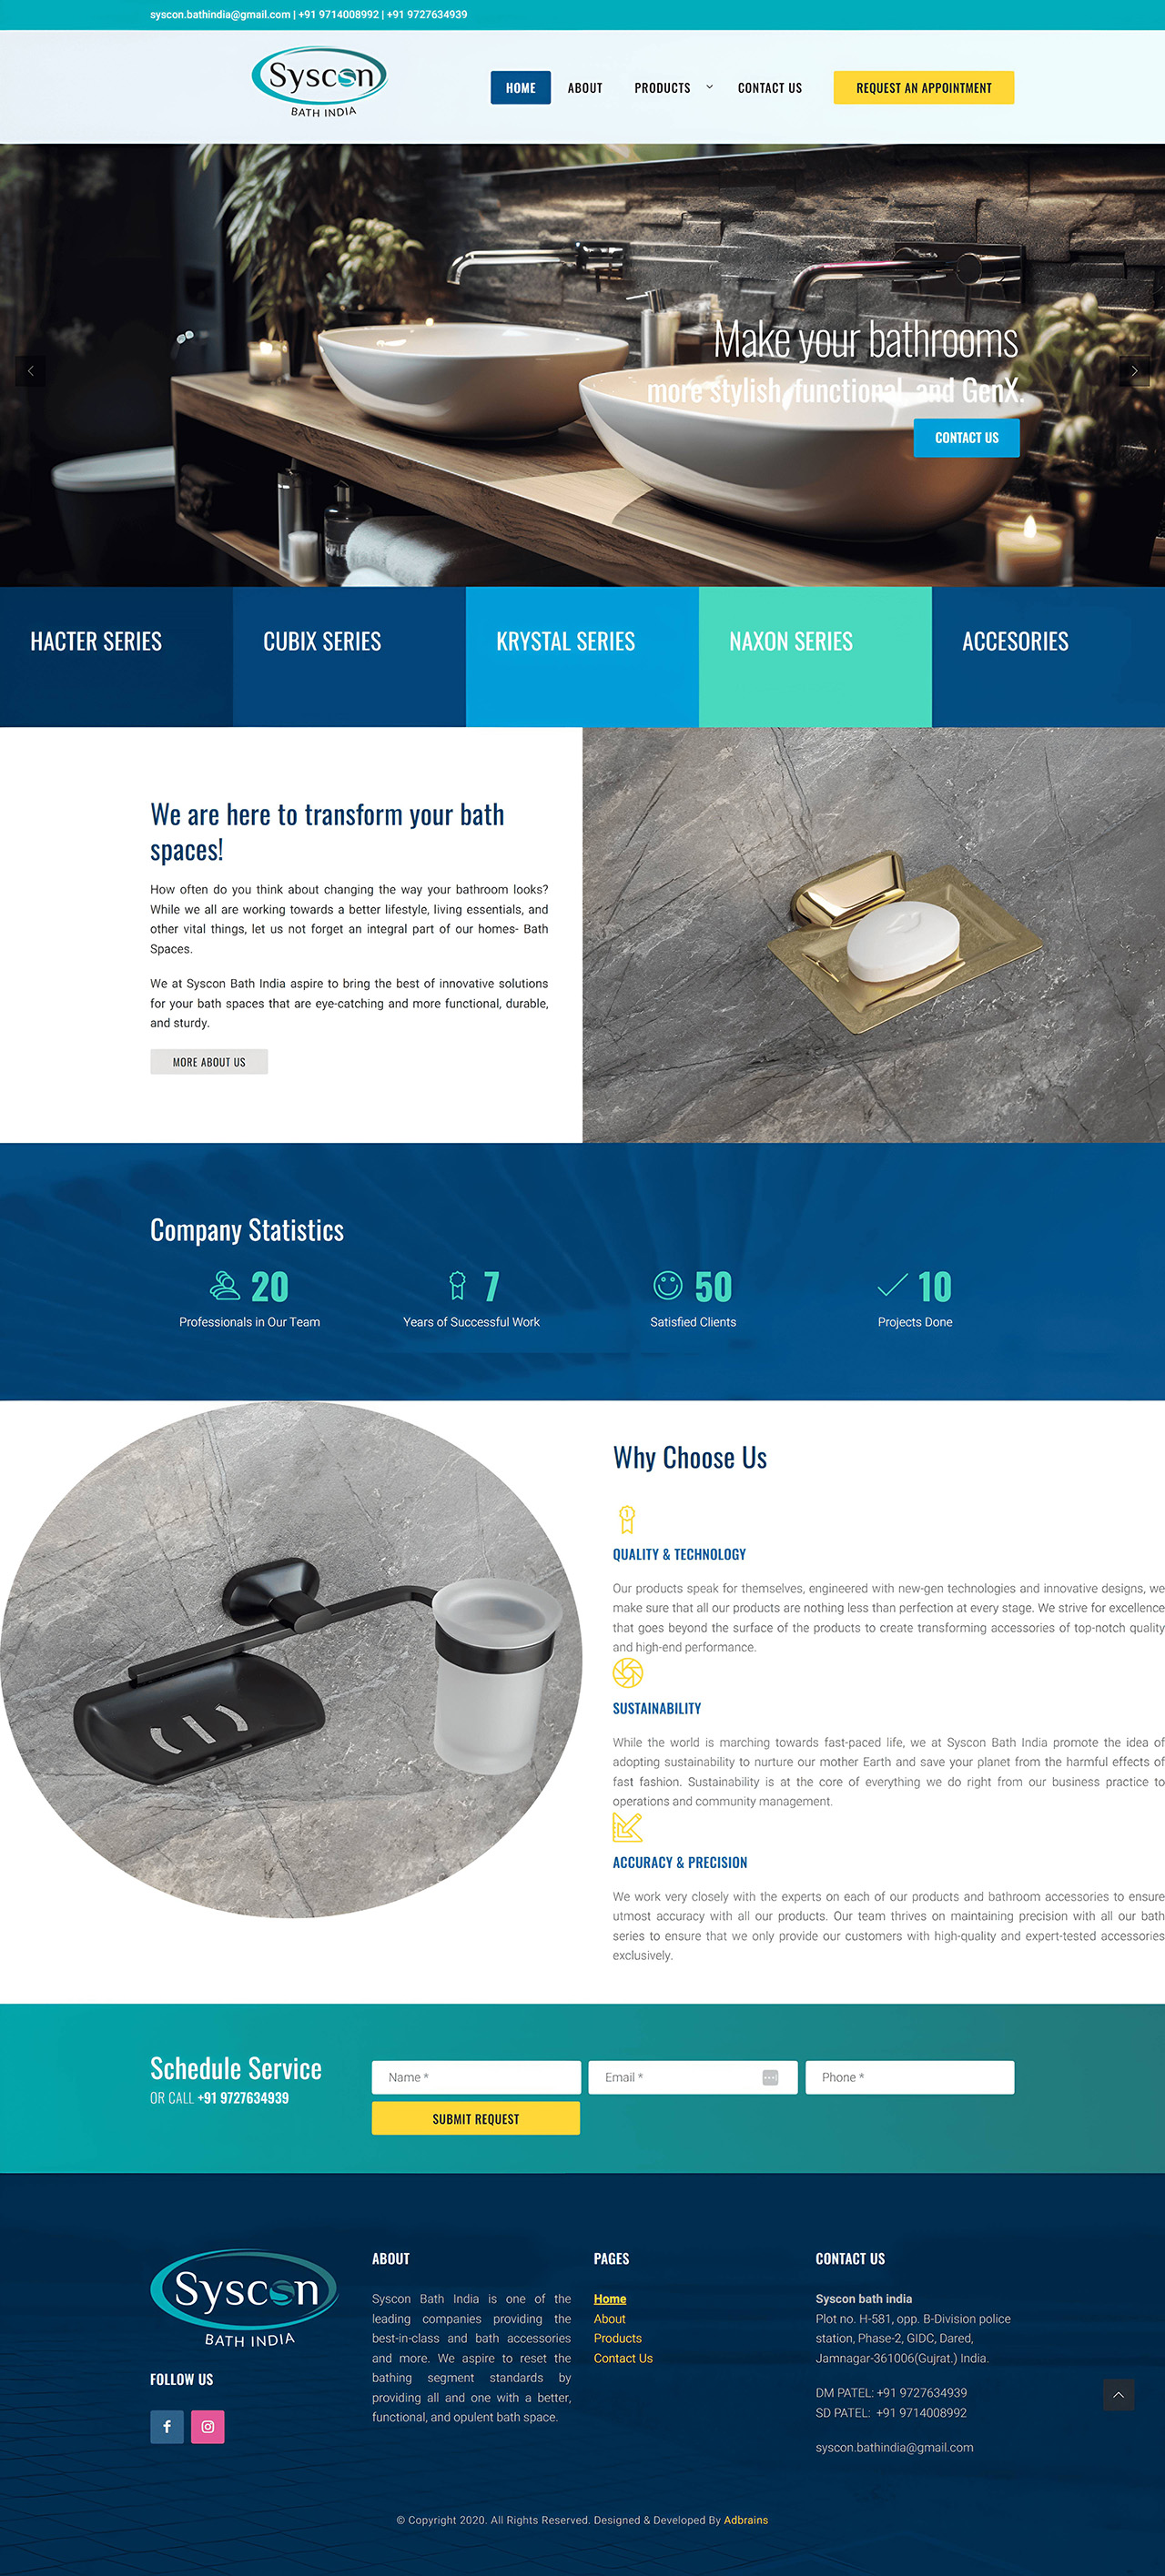 syscon.bathindia@gmail.com | +91 9714008992 | +91 9727634939
Syscon
BATH INDIA
HOME
ABOUT
PRODUCTS
CONTACT US
REQUEST AN APPOINTMENT
Make your bathrooms
more stylish, functional, and GenX.
CONTACT US
HACTER SERIES
CUBIX SERIES
KRYSTAL SERIES
NAXON SERIES
ACCESORIES
We are here to transform your bath
spaces!
How often do you think about changing the way your bathroom looks?
While we all are working towards a better lifestyle, living essentials, and
other vital things, let us not forget an integral part of our homes- Bath
Spaces.
We at Syscon Bath India aspire to bring the best of innovative solutions
for your bath spaces that are eye-catching and more functional, durable,
and sturdy.
MORE ABOUT US
Company Statistics
20
Professionals in Our Team
7
Years of Successful Work
50
Satisfied Clients
10
Projects Done
Why Choose Us
1
QUALITY & TECHNOLOGY
Our products speak for themselves, engineered with new-gen technologies and innovative designs, we
make sure that all our products are nothing less than perfection at every stage. We strive for excellence
that goes beyond the surface of the products to create transforming accessories of top-notch quality
and high-end performance.
SUSTAINABILITY
While the world is marching towards fast-paced life, we at Syscon Bath India promote the idea of
adopting sustainability to nurture our mother Earth and save your planet from the harmful effects of
fast fashion. Sustainability is at the core of everything we do right from our business practice to
operations and community management.
ACCURACY & PRECISION
We work very closely with the experts on each of our products and bathroom accessories to ensure
utmost accuracy with all our products. Our team thrives on maintaining precision with all our bath
series to ensure that we only provide our customers with high-quality and expert-tested accessories
exclusively.
Schedule Service
OR CALL +91 9727634939
Name *
Email *
Phone *
SUBMIT REQUEST
Syscon
BATH INDIA
FOLLOW US
ABOUT
Syscon Bath India is one of the
leading companies providing the
best-in-class and bath accessories
and more. We aspire to reset the
bathing segment standards by
providing all and one with a better,
functional, and opulent bath space.
PAGES
Home
About
Products
Contact Us
CONTACT US
Syscon bath india
Plot no. H-581, opp. B-Division police
station, Phase-2, GIDC, Dared,
Jamnagar-361006(Gujrat.) India.
DM PATEL: +91 9727634939
SD PATEL: +91 9714008992
syscon.bathindia@gmail.com
© Copyright 2020. All Rights Reserved. Designed & Developed By Adbrains